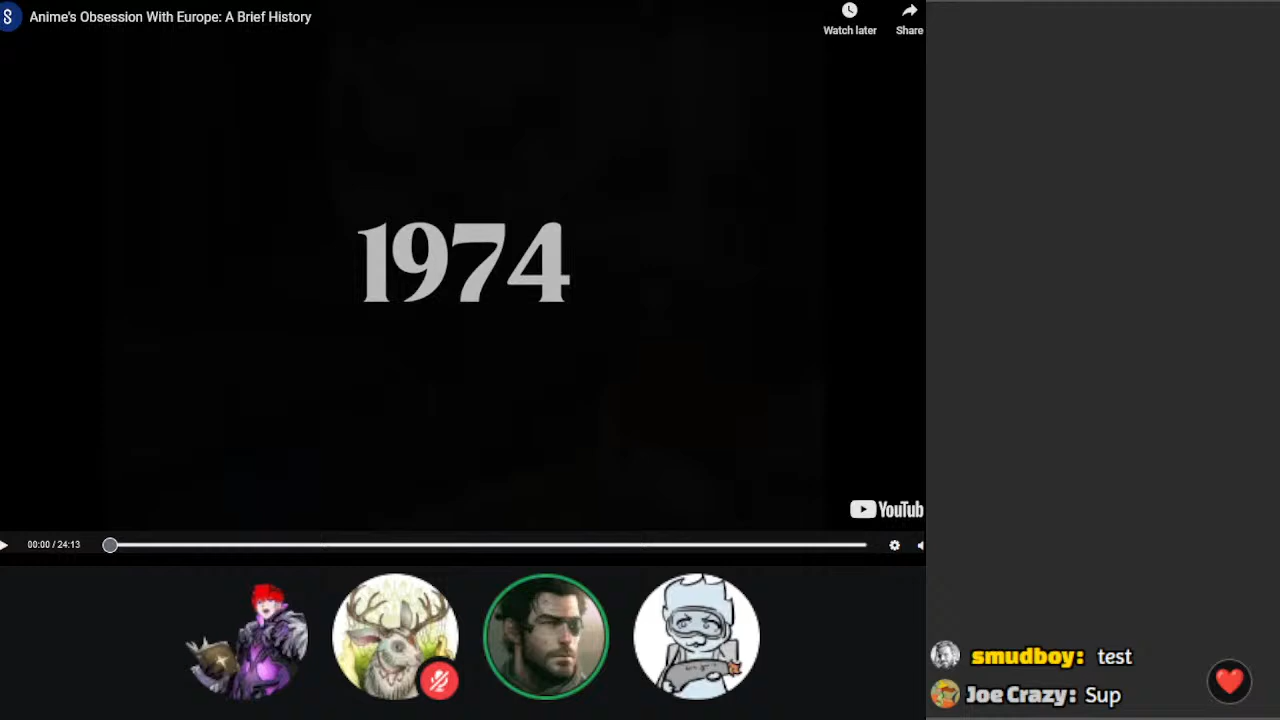 Anime's Obsession With Europe: A Brief History
Watch later
Share
1974
YouTub
00:00 / 24:13
smudboy: test
Joe Crazy: Sup